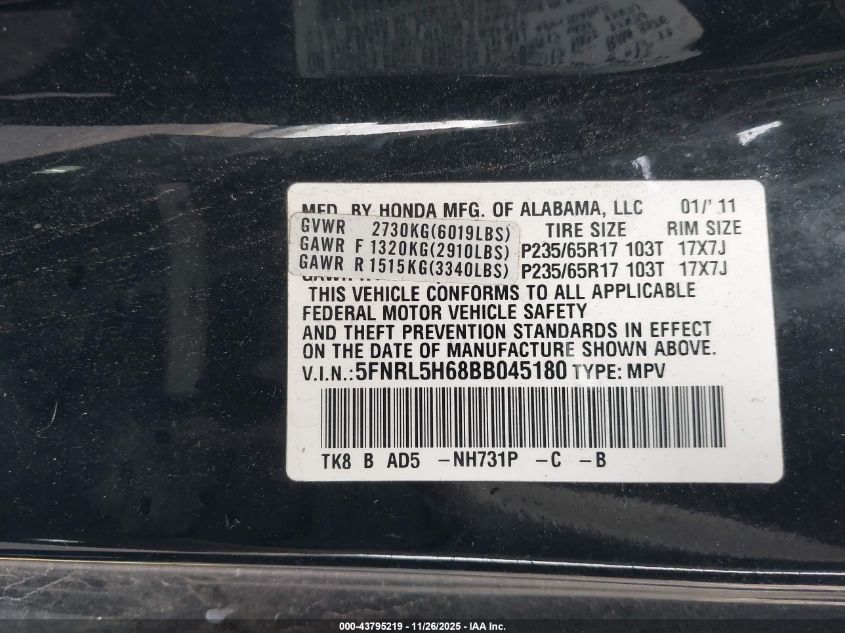 MFD. BY HONDA MFG. OF ALABAMA, LLC 01/'11
GVWR 2730KG(6019LBS) TIRE SIZE RIM SIZE
GAWR F 1320KG(2910LBS) P235/65R17 103T 17X7J
GAWR R 1515KG(3340LBS) P235/65R17 103T 17X7J
THIS VEHICLE CONFORMS TO ALL APPLICABLE
FEDERAL MOTOR VEHICLE SAFETY
AND THEFT PREVENTION STANDARDS IN EFFECT
ON THE DATE OF MANUFACTURE SHOWN ABOVE.
V.I.N.:5FNRL5H68BB045180 TYPE: MPV
TK8 B AD5 -NH731P -C -B
000-43795219 - 11/26/2025 - IAA Inc.